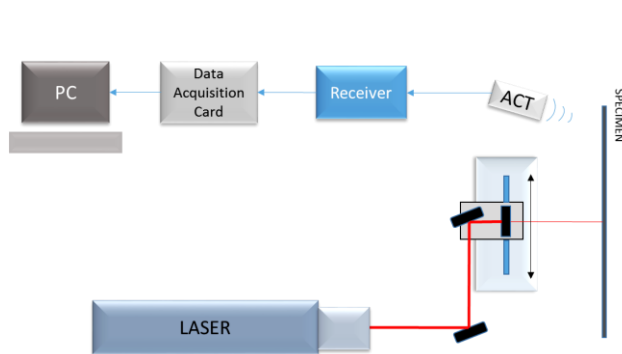 PC
Data
Acquisition
Card
Receiver
ACT
SPECIMEN
LASER